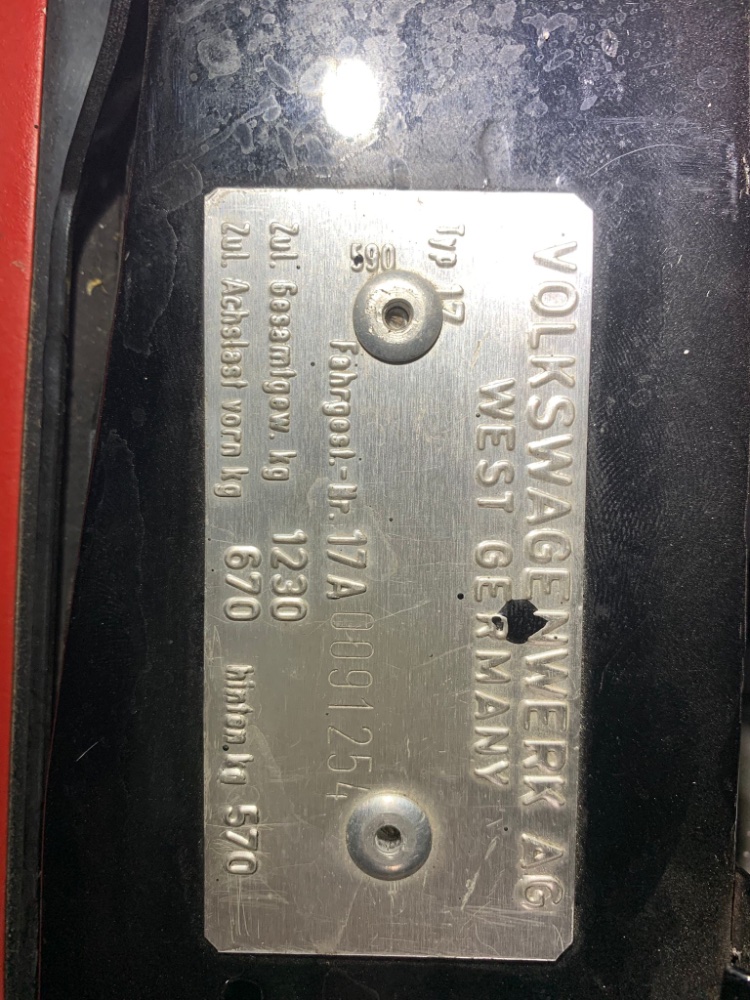 VOLKSWAGENWERK AG
WEST GERMANY
Typ 17
590
Fahrgest.-Nr. 17A0091254
Zul. Gesamtgew. kg 1230
Zul. Achslast vorn kg 670 hinten kg 570